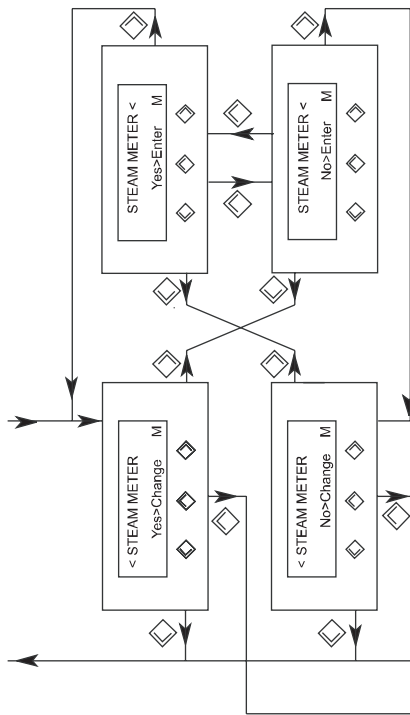 < STEAM METER
Yes>Change M
STEAM METER <
Yes>Enter M
< STEAM METER
No>Change M
STEAM METER <
No>Enter M